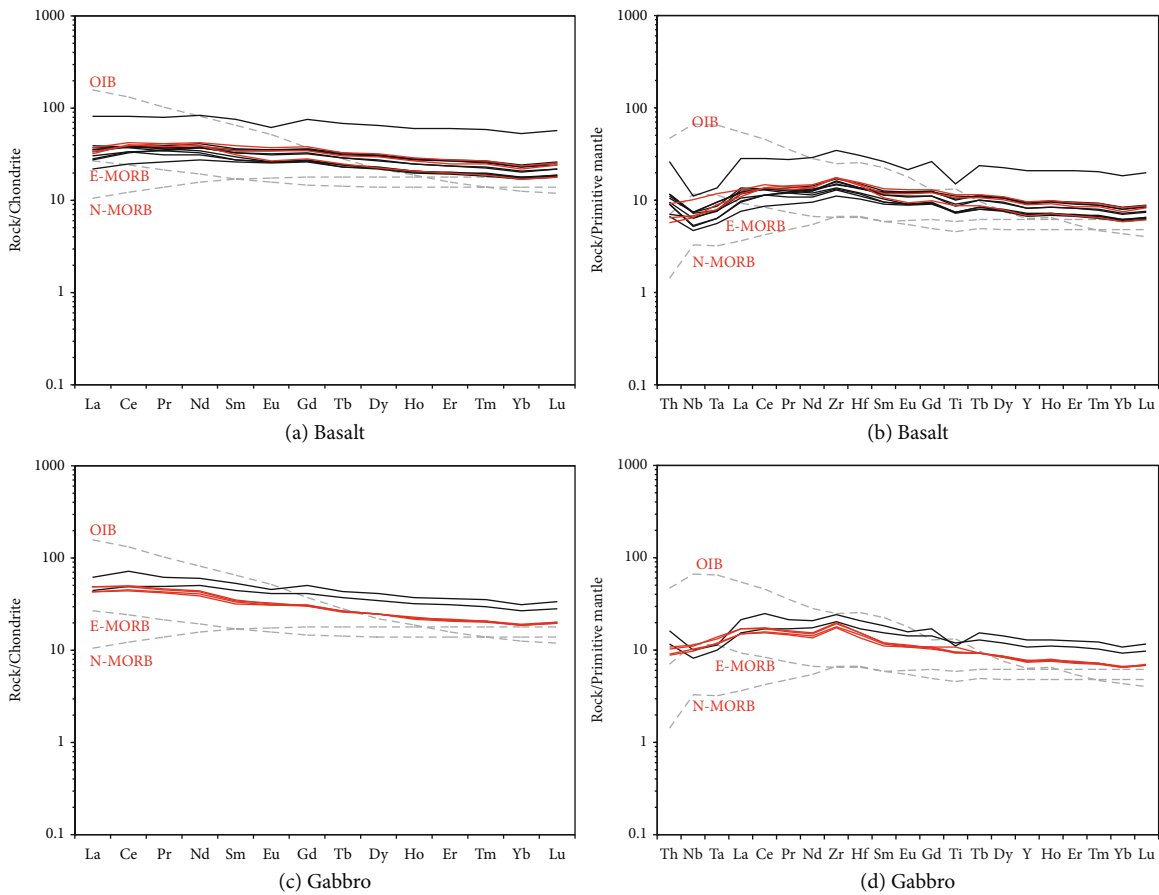 1000
100
10
1
0.1
Rock/Chondrite
OIB
E-MORB
N-MORB
La Ce Pr Nd Sm Eu Gd Tb Dy Ho Er Tm Yb Lu
(a) Basalt
1000
100
10
1
0.1
Rock/Primitive mantle
OIB
E-MORB
N-MORB
Th Nb Ta La Ce Pr Nd Zr Hf Sm Eu Gd Ti Tb Dy Y Ho Er Tm Yb Lu
(b) Basalt
1000
100
10
1
0.1
Rock/Chondrite
OIB
E-MORB
N-MORB
La Ce Pr Nd Sm Eu Gd Tb Dy Ho Er Tm Yb Lu
(c) Gabbro
1000
100
10
1
0.1
Rock/Primitive mantle
OIB
E-MORB
N-MORB
Th Nb Ta La Ce Pr Nd Zr Hf Sm Eu Gd Ti Tb Dy Y Ho Er Tm Yb Lu
(d) Gabbro